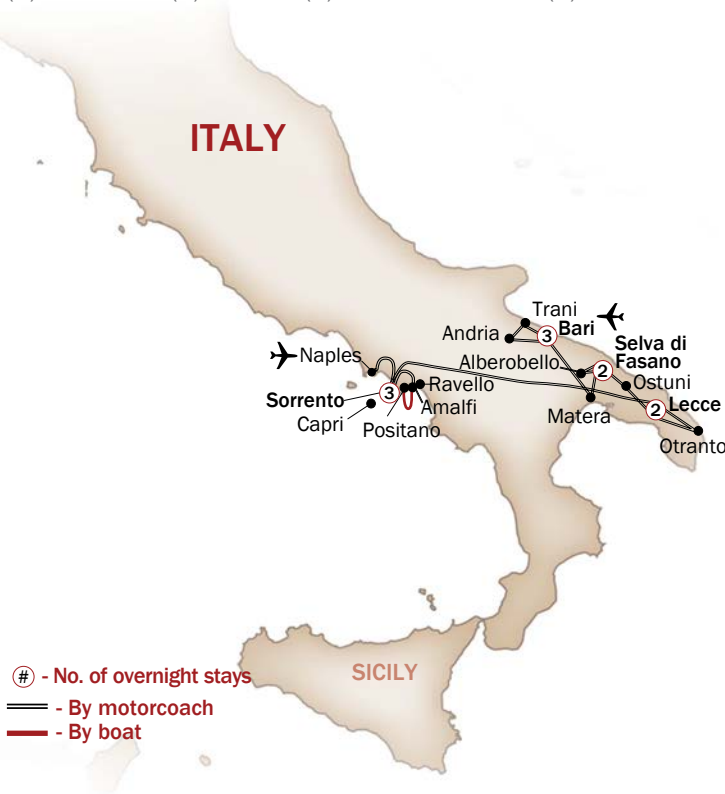 ITALY
Trani
Bari
3
Andria
Selva di
Fasano
Naples
Alberobello
2
Ostuni
Ravello
Sorrento
3
Lecce
2
Amalfi
Capri
Matera
Positano
Otranto
SICILY
# - No. of overnight stays
- By motorcoach
- By boat